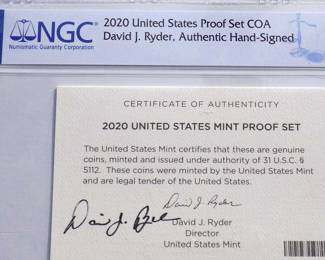 NGC
Numismatic Guaranty Corporation
2020 United States Proof Set COA
David J. Ryder, Authentic Hand-Signed
CERTIFICATE OF AUTHENTICITY
2020 UNITED STATES MINT PROOF SET
The United States Mint certifies that these are genuine
coins, minted and issued under authority of 31 U.S.C. §
5112. These coins were minted by the United States Mint
and are legal tender of the United States.
David J. Ryder
David J. Ryder
Director
United States Mint